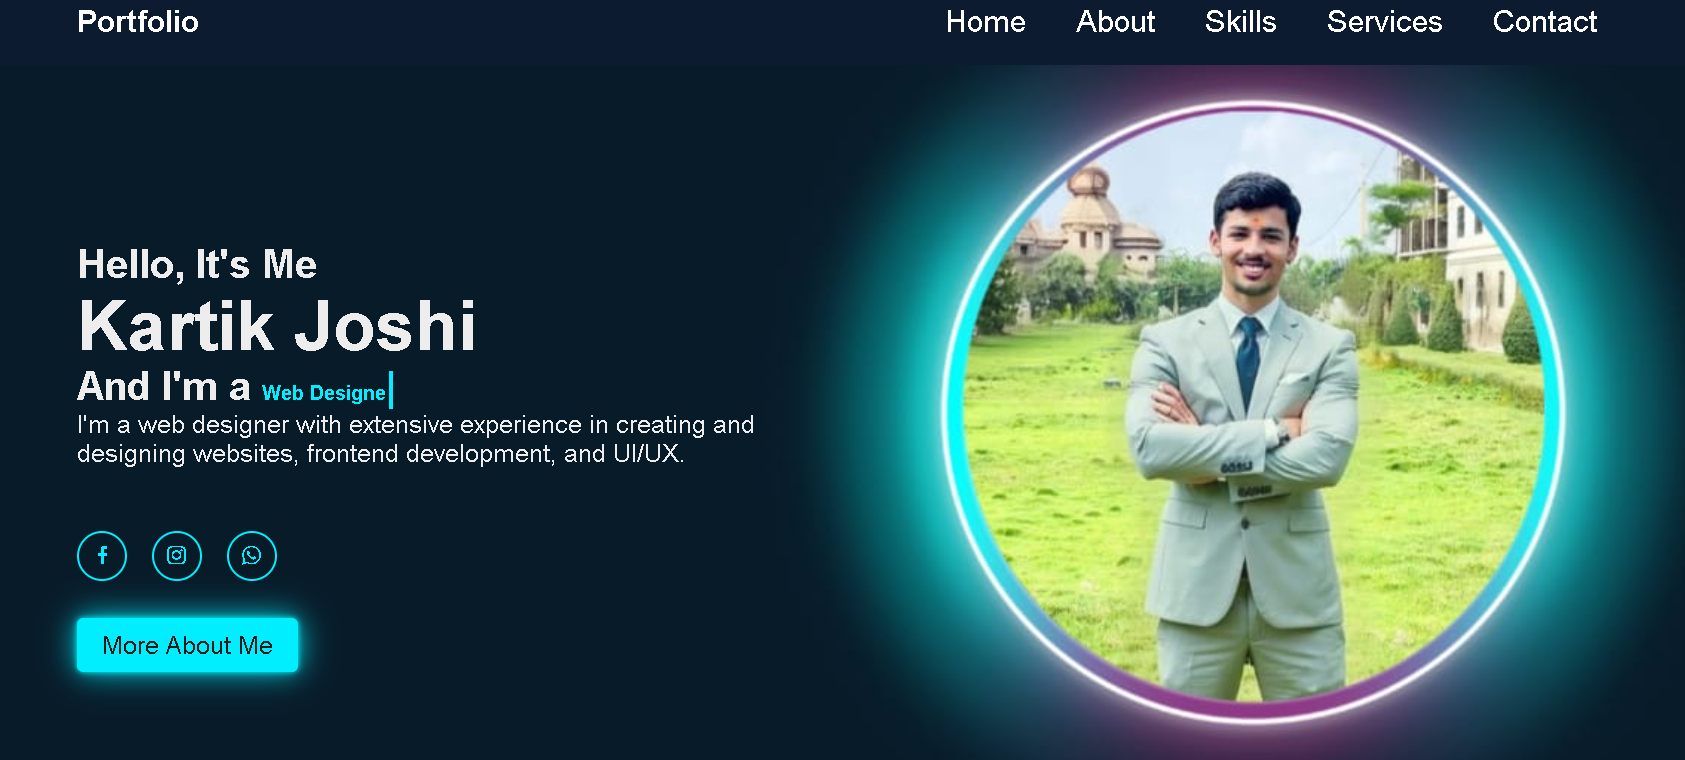 Portfolio
Home About Skills Services Contact
Hello, It's Me
Kartik Joshi
And I'm a Web Designe
I'm a web designer with extensive experience in creating and
designing websites, frontend development, and UI/UX.
More About Me